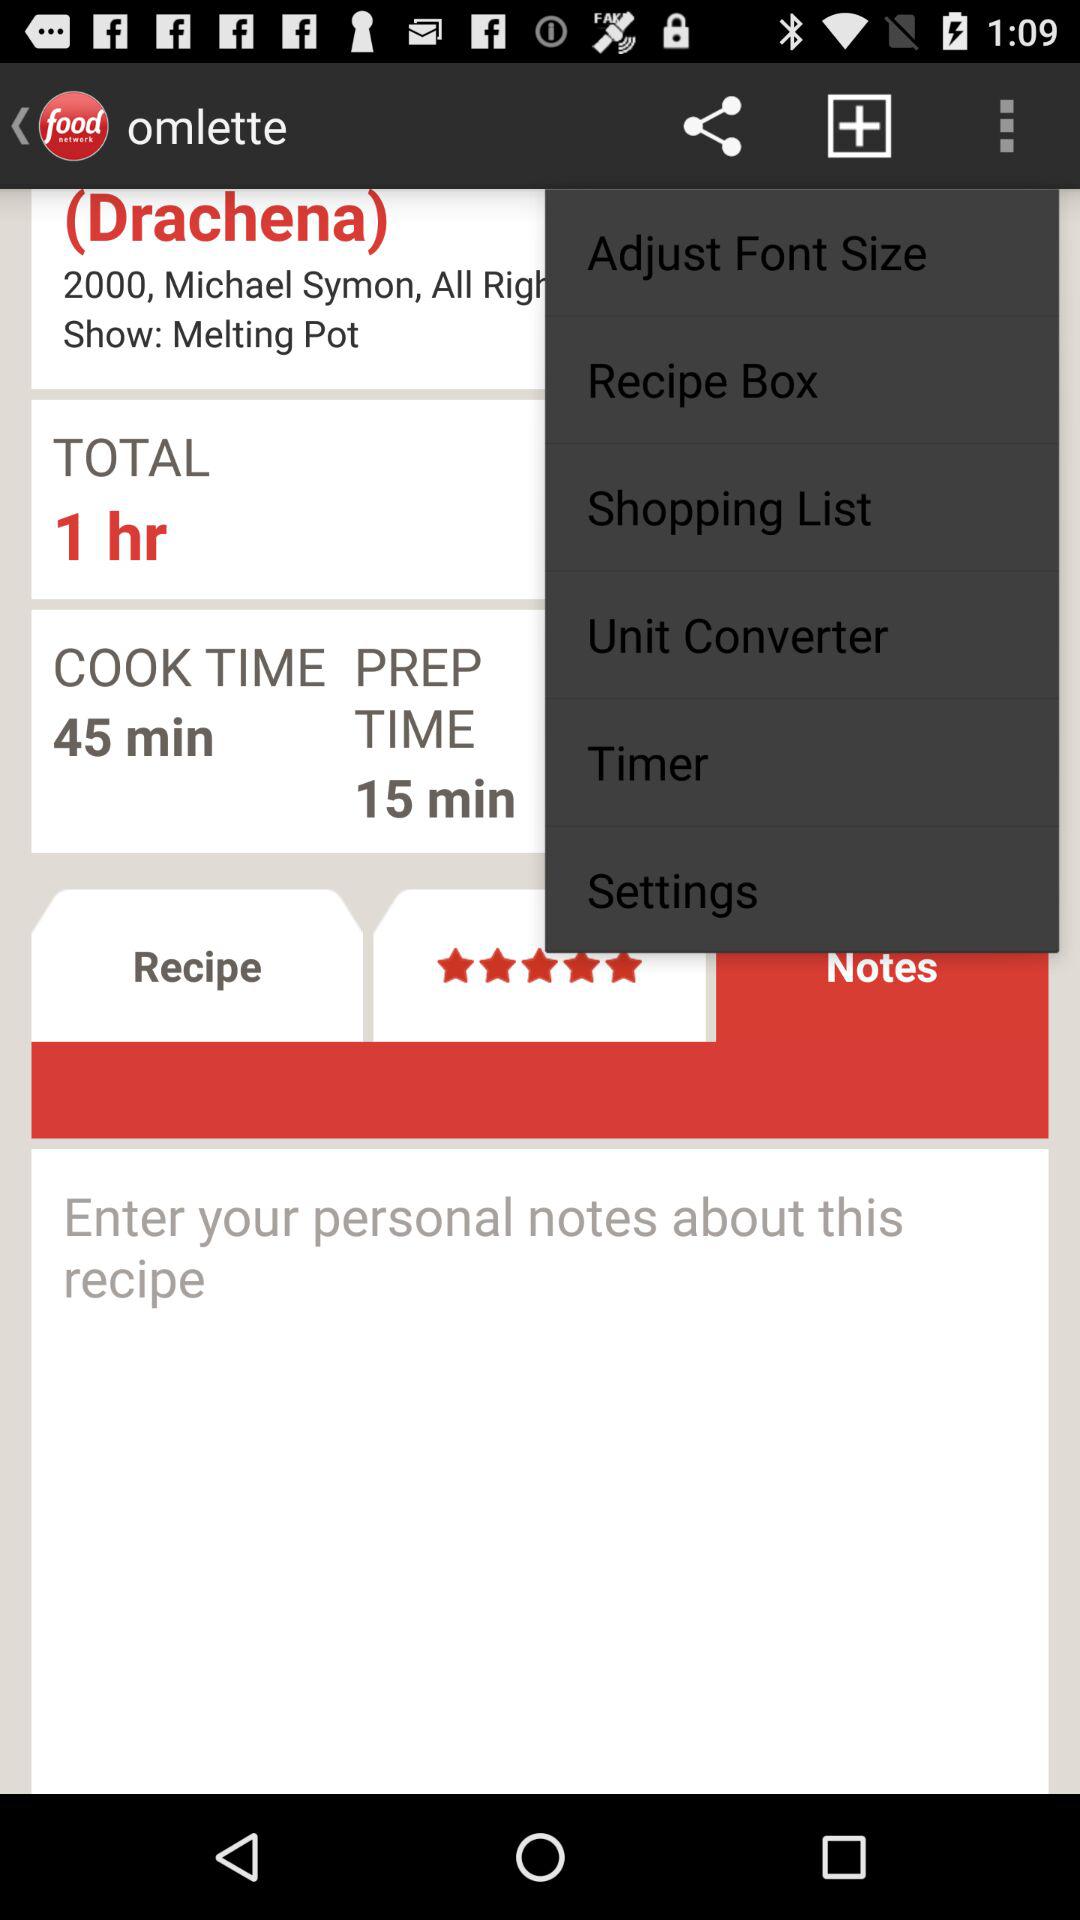 FAKE
1:09
food
network
omlette
(Drachena)
2000, Michael Symon, All
Show: Melting Pot
TOTAL
1 hr
COOK TIME
45 min
PREP
TIME
15 min
Adjust Font Size
Recipe Box
Shopping List
Unit Converter
Timer
Settings
Recipe
Notes
Enter your personal notes about this
recipe